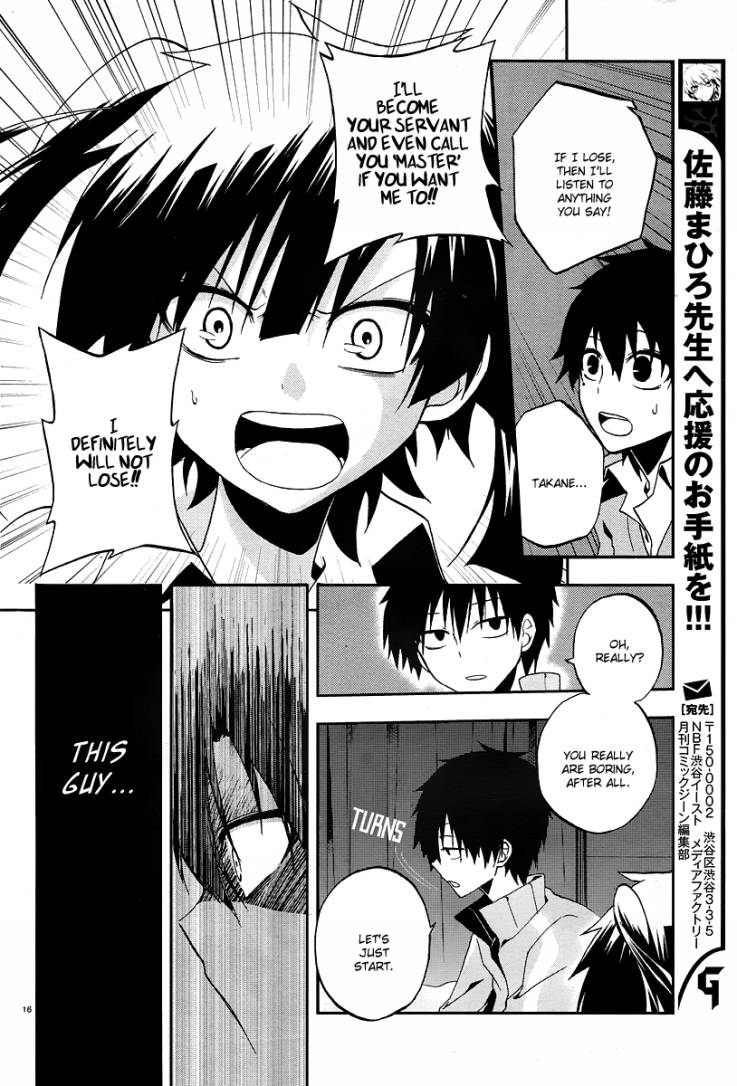 IF I LOSE,
THEN I'LL
LISTEN TO
ANYTHING
YOU SAY!
TAKANE...
I'LL
BECOME
YOUR SERVANT
AND EVEN CALL
YOU 'MASTER'
IF YOU WANT
ME TO!!
I
DEFINITELY
WILL NOT
LOSE!!
OH,
REALLY?
YOU REALLY
ARE BORING,
AFTER ALL.
TURNS
LET'S
JUST
START.
THIS
GUY...
16
佐藤まひろ先生へ応援のお手紙を!!!
[宛先]
〒150-0002 渋谷区渋谷3-3-5
NBF渋谷イースト メディアファクトリー
月刊コミックジーン編集部
G